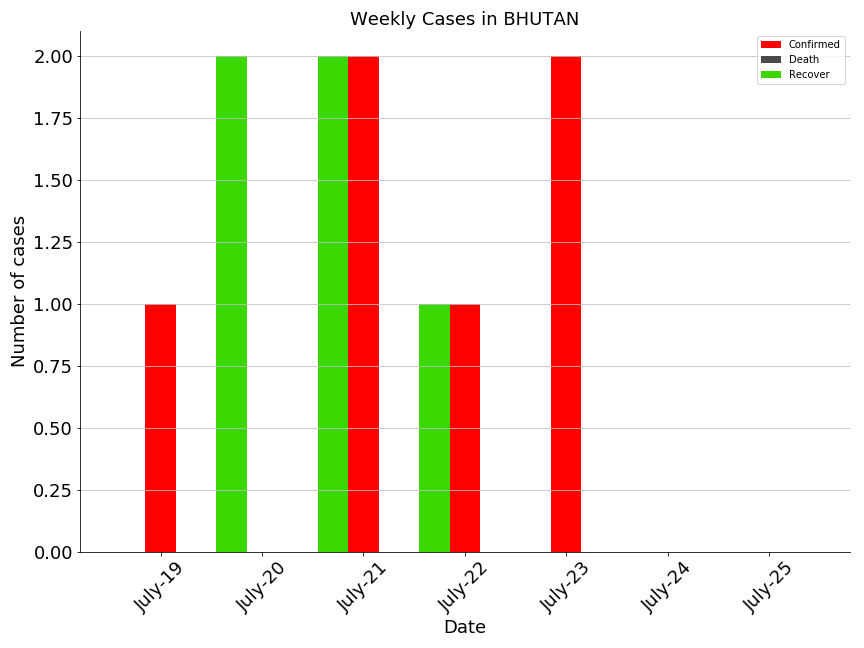 Weekly Cases in BHUTAN
Confirmed
Death
Recover
2.00
1.75
1.50
1.25
1.00
0.75
0.50
0.25
0.00
Number of cases
July-19
July-20
July-21
July-22
July-23
July-24
July-25
Date